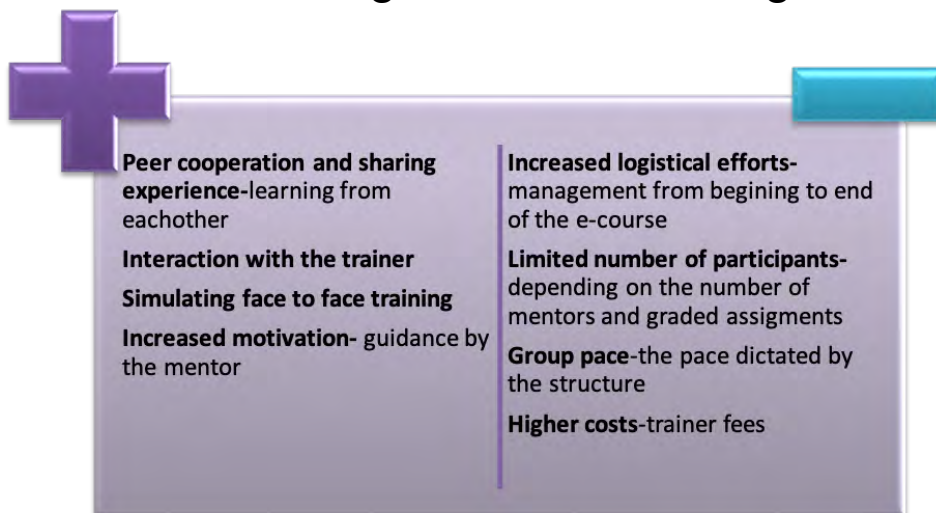 Peer cooperation and sharing
experience-learning from
eachother
Interaction with the trainer
Simulating face to face training
Increased motivation- guidance by
the mentor
Increased logistical efforts-
management from begining to end
of the e-course
Limited number of participants-
depending on the number of
mentors and graded assigments
Group pace-the pace dictated by
the structure
Higher costs-trainer fees